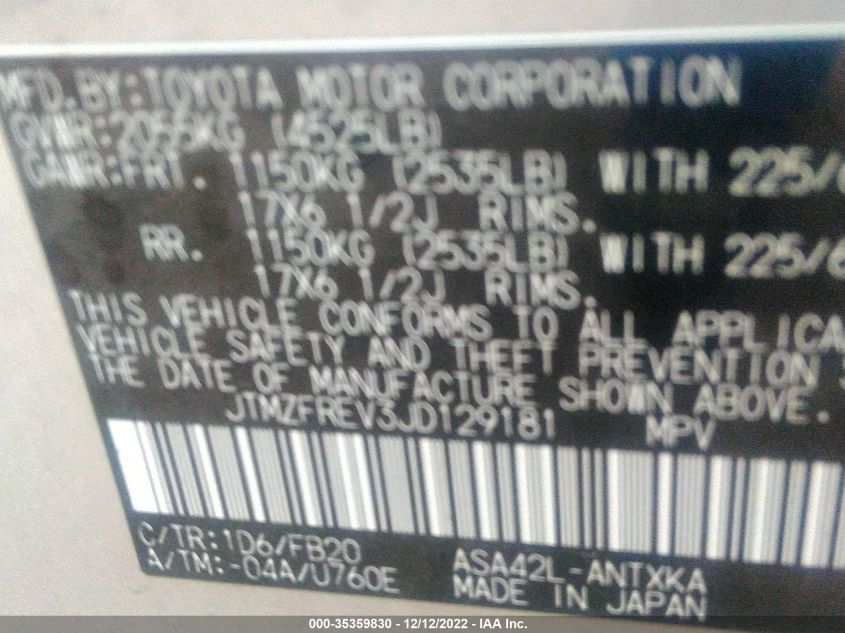 MFD.BY:TOYOTA MOTOR CORPORATION
GVWR:2055KG (4525LB)
GAWR:FRT. 1150KG (2535LB) WITH 225/6
17X6 1/2J RIMS.
RR. 1150KG (2535LB) WITH 225/6
17X6 1/2J RIMS.
THIS VEHICLE CONFORMS TO ALL APPLICA
VEHICLE SAFETY AND THEFT PREVENTION
THE DATE OF MANUFACTURE SHOWN ABOVE.
JTMZFREV3JD129181 MPV
C/TR:1D6/FB20
A/TM:-04A/U760E
ASA42L-ANTXKA
MADE IN JAPAN
000-35359830 - 12/12/2022 - IAA Inc.